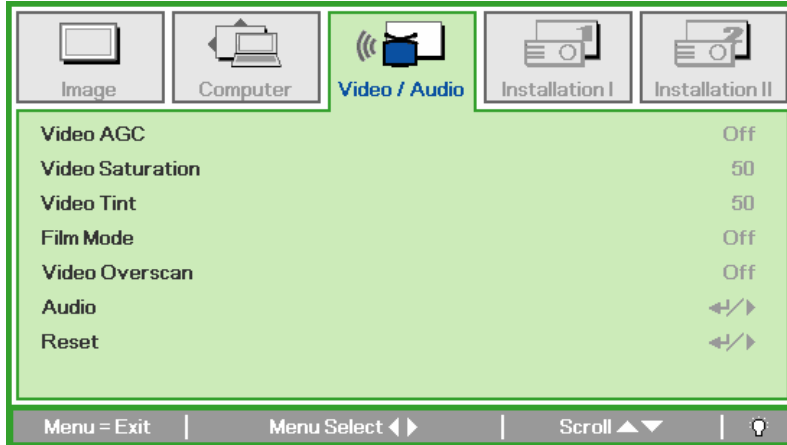 Image Computer Video / Audio Installation I Installation II
Video AGC Off
Video Saturation 50
Video Tint 50
Film Mode Off
Video Overscan Off
Audio
Reset
Menu = Exit Menu Select Scroll